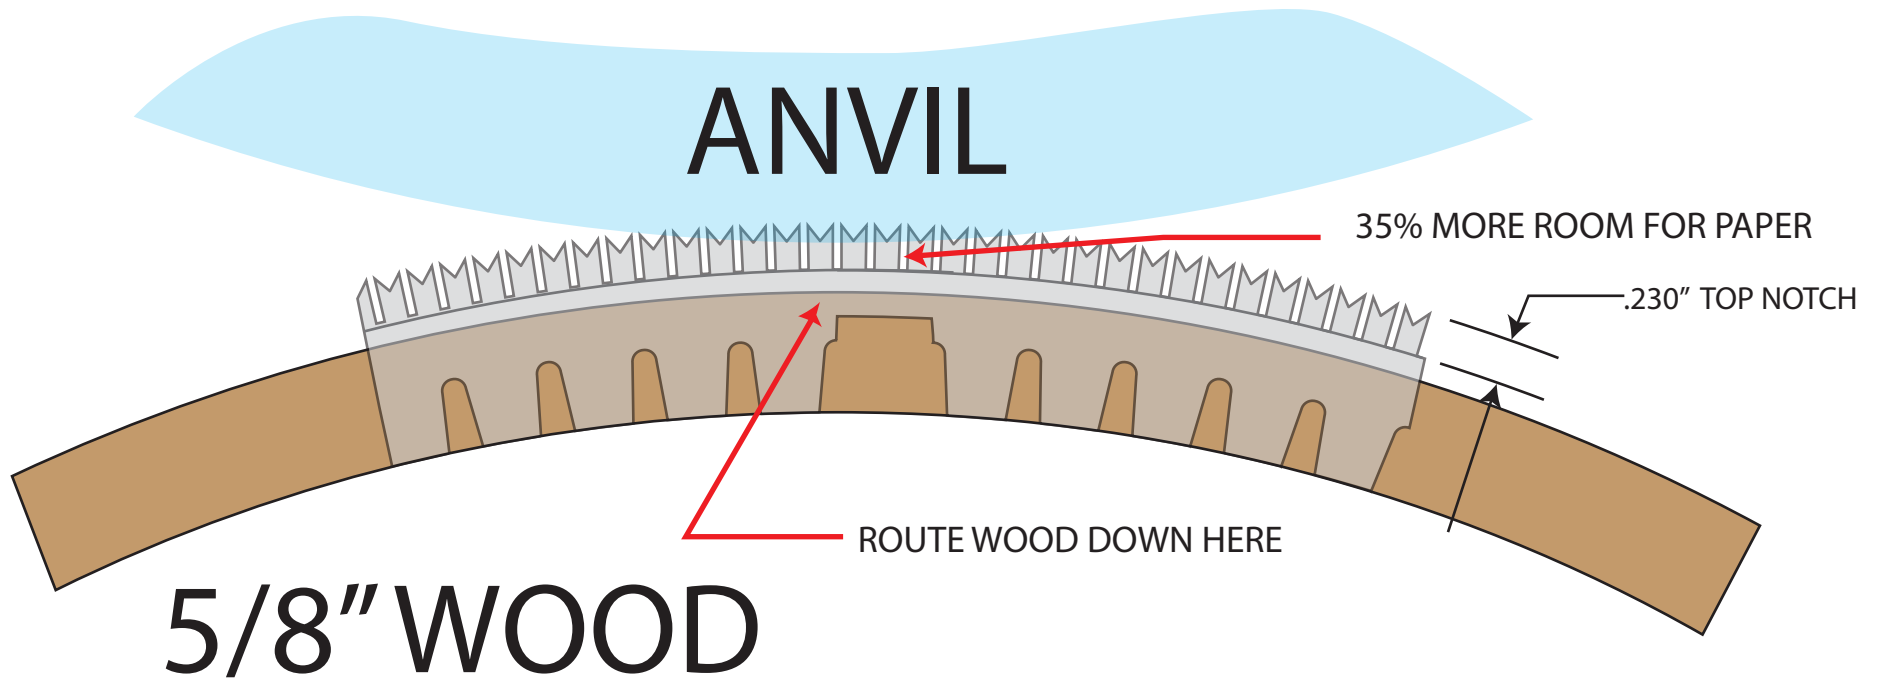 ANVIL
35% MORE ROOM FOR PAPER
.230” TOP NOTCH
ROUTE WOOD DOWN HERE
5/8” WOOD